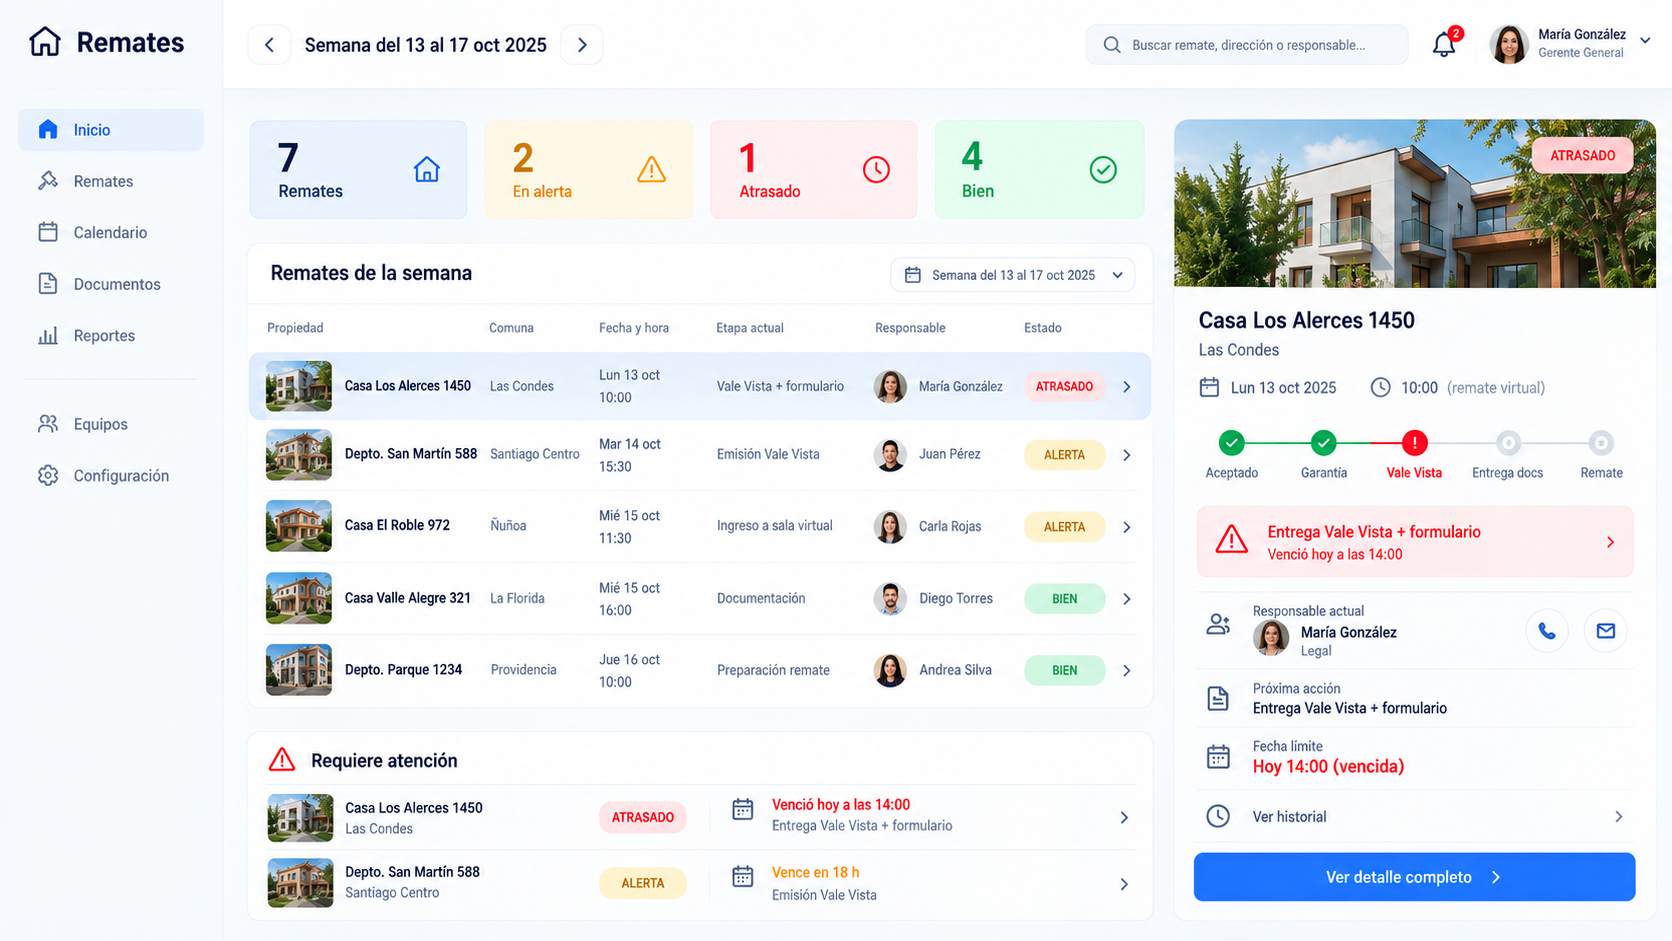 Remates
Inicio
Remates
Calendario
Documentos
Reportes
Equipos
Configuración
Semana del 13 al 17 oct 2025
Buscar remate, dirección o responsable...
2
María González
Gerente General
7
Remates
2
En alerta
1
Atrasado
4
Bien
Remates de la semana
Semana del 13 al 17 oct 2025
Propiedad Comuna Fecha y hora Etapa actual Responsable Estado
Casa Los Alerces 1450 Las Condes Lun 13 oct 10:00 Vale Vista + formulario María González ATRASADO
Depto. San Martín 588 Santiago Centro Mar 14 oct 15:30 Emisión Vale Vista Juan Pérez ALERTA
Casa El Roble 972 Ñuñoa Mié 15 oct 11:30 Ingreso a sala virtual Carla Rojas ALERTA
Casa Valle Alegre 321 La Florida Mié 15 oct 16:00 Documentación Diego Torres BIEN
Depto. Parque 1234 Providencia Jue 16 oct 10:00 Preparación remate Andrea Silva BIEN
Requiere atención
Casa Los Alerces 1450
Las Condes
ATRASADO
Venció hoy a las 14:00
Entrega Vale Vista + formulario
Depto. San Martín 588
Santiago Centro
ALERTA
Vence en 18 h
Emisión Vale Vista
ATRASADO
Casa Los Alerces 1450
Las Condes
Lun 13 oct 2025 10:00 (remate virtual)
Aceptado Garantía Vale Vista Entrega docs Remate
Entrega Vale Vista + formulario
Venció hoy a las 14:00
Responsable actual
María González
Legal
Próxima acción
Entrega Vale Vista + formulario
Fecha límite
Hoy 14:00 (vencida)
Ver historial
Ver detalle completo